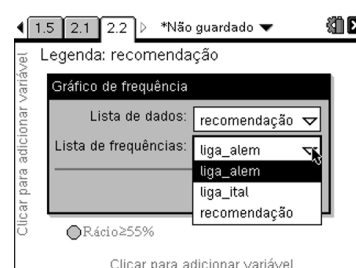 1.5 2.1 2.2 *Não guardado
Legenda: recomendação
Clicar para adicionar variável
Gráfico de frequência
Lista de dados: recomendação
Lista de frequências: liga_alem
liga_alem
liga_ital
recomendação
Rácio≥55%
Clicar para adicionar variável